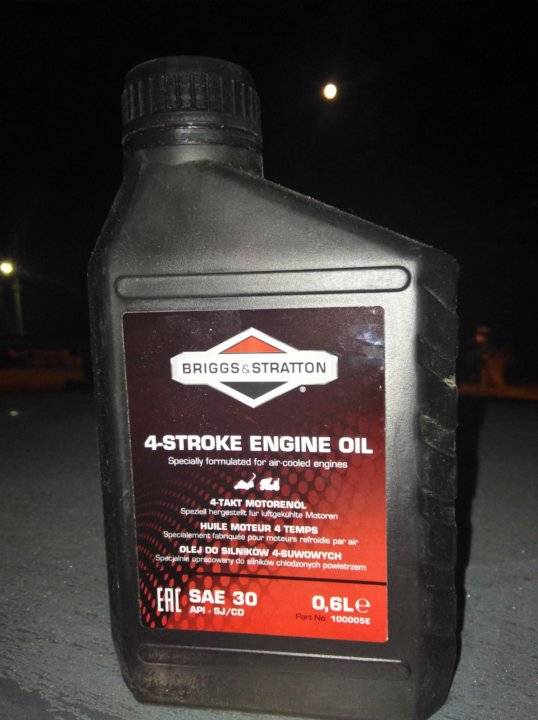 BRIGGS & STRATTON
®
4-STROKE ENGINE OIL
Specially formulated for air-cooled engines
4-TAKT MOTORENÖL
Speziell hergestellt für luftgekühlte Motoren
HUILE MOTEUR 4 TEMPS
Specialement fabriquée pour moteurs refroidis par air
OLEJ DO SILNIKÓW 4-SUWOWYCH
Specjalnie opracowany do silników chlodzonych powietrzem
EAC SAE 30 0,6L℮
API - SJ/CD Part No. 100005E